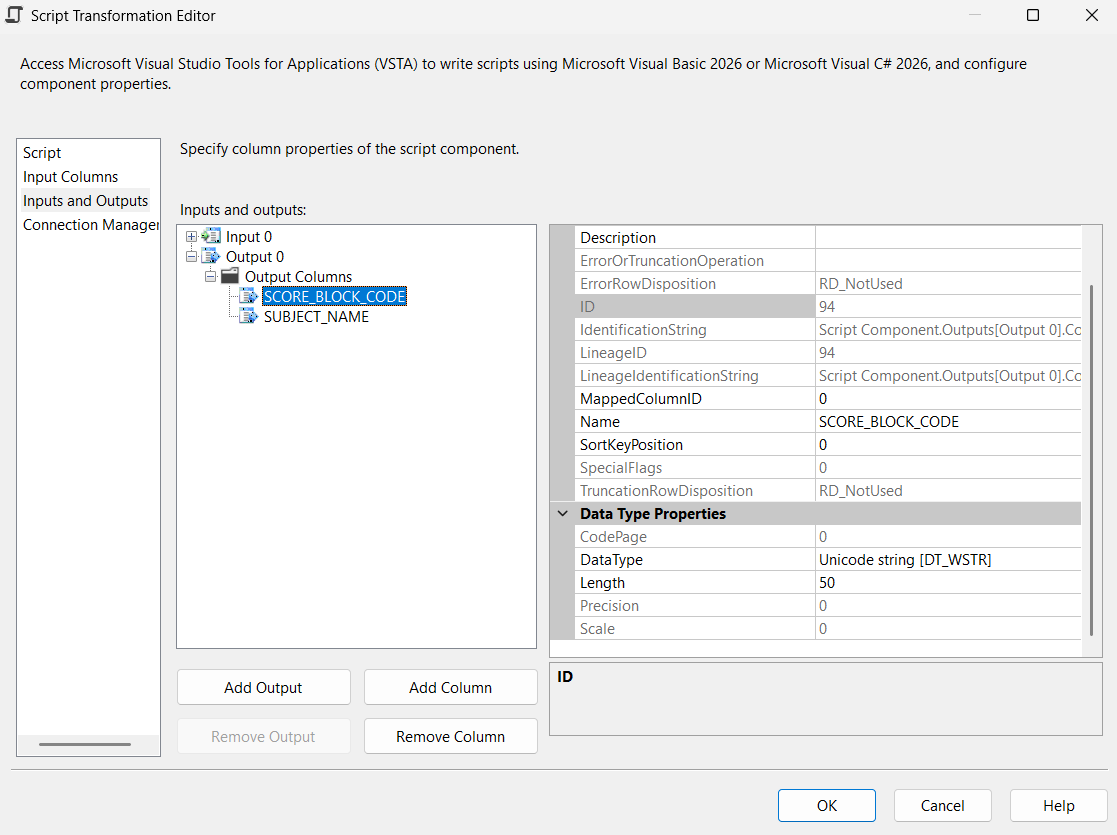 Script Transformation Editor
Access Microsoft Visual Studio Tools for Applications (VSTA) to write scripts using Microsoft Visual Basic 2026 or Microsoft Visual C# 2026, and configure
component properties.
Script
Input Columns
Inputs and Outputs
Connection Manager
Specify column properties of the script component.
Inputs and outputs:
Input 0
Output 0
Output Columns
SCORE_BLOCK_CODE
SUBJECT_NAME
Description
ErrorOrTruncationOperation
ErrorRowDisposition RD_NotUsed
ID 94
IdentificationString Script Component.Outputs[Output 0].Co
LineageID 94
LineageIdentificationString Script Component.Outputs[Output 0].Co
MappedColumnID 0
Name SCORE_BLOCK_CODE
SortKeyPosition 0
SpecialFlags 0
TruncationRowDisposition RD_NotUsed
Data Type Properties
CodePage 0
DataType Unicode string [DT_WSTR]
Length 50
Precision 0
Scale 0
Add Output
Add Column
Remove Output
Remove Column
ID
OK
Cancel
Help